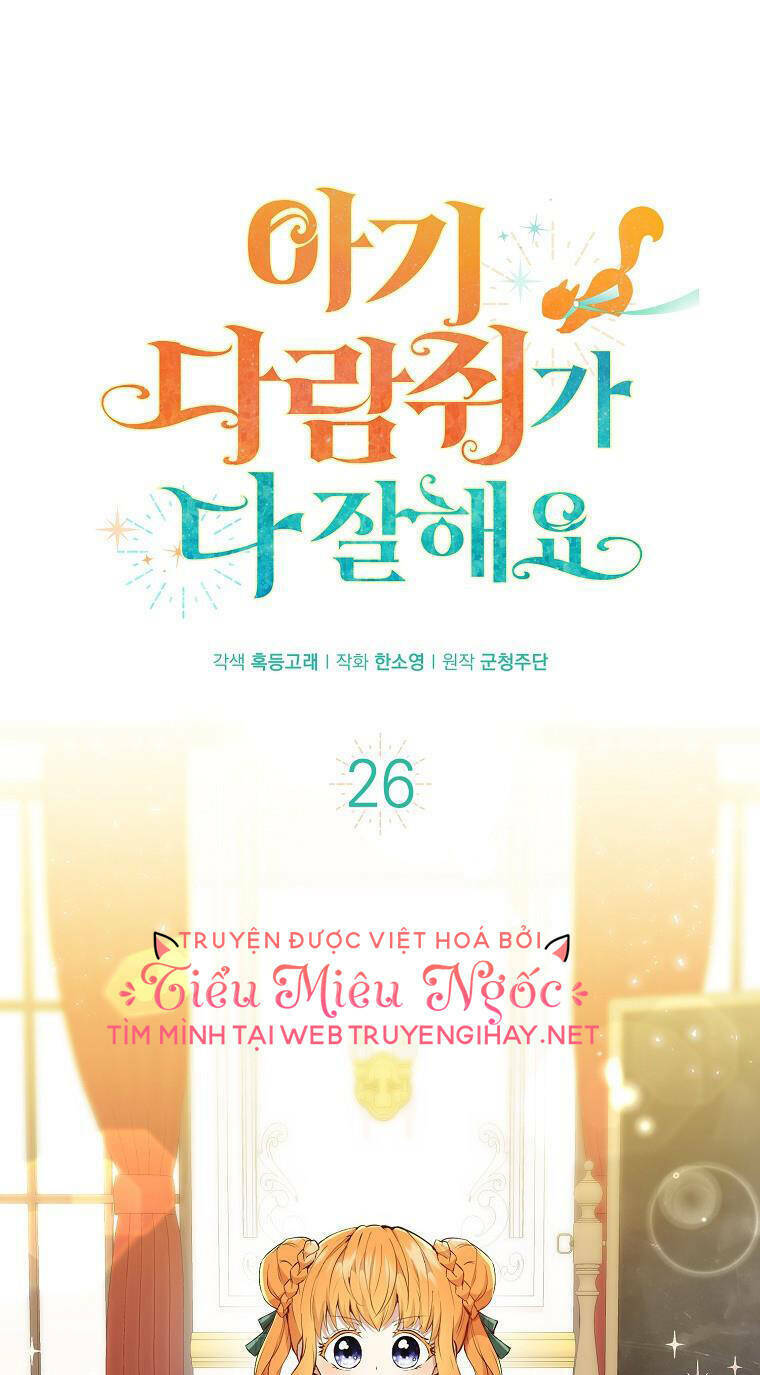 아기
다람쥐가
다 잘해요
각색 혹등고래 | 작화 한소영 | 원작 군청주단
26
TRUYỆN ĐƯỢC VIỆT HOÁ BỞI
Tiểu Miêu Ngốc
TÌM MÌNH TẠI WEB TRUYENGIHAY.NET